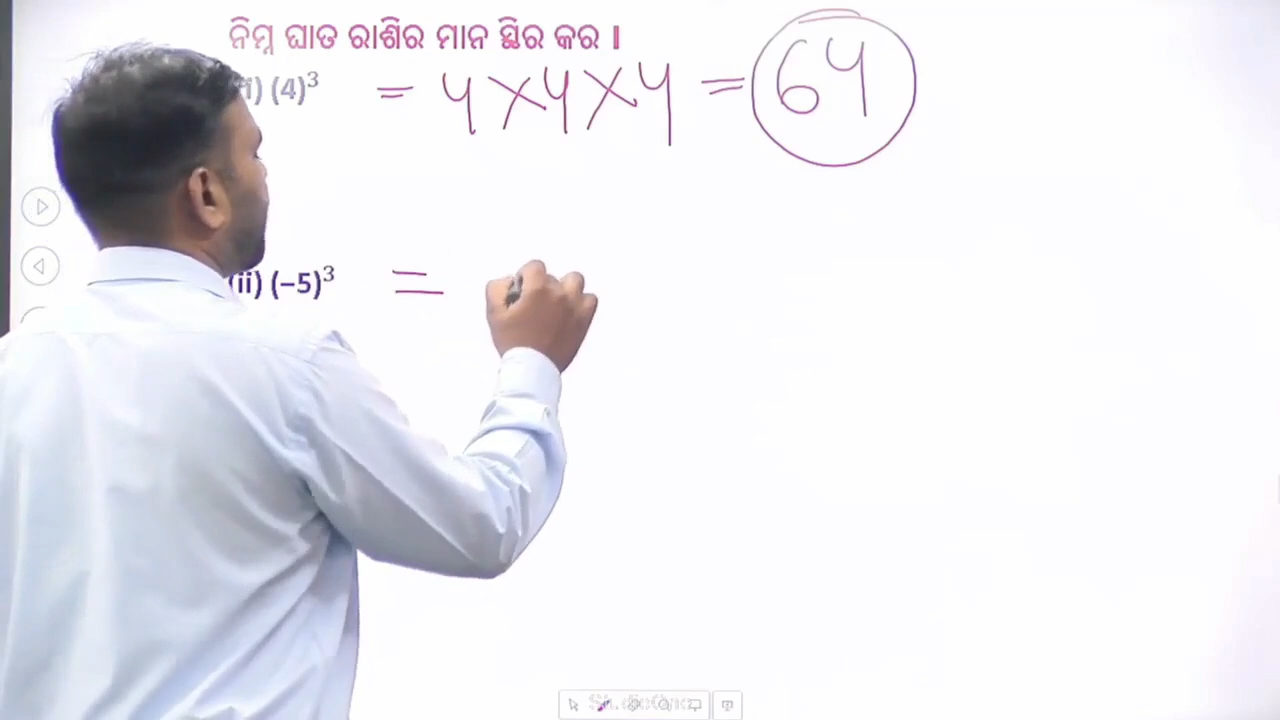 ନିମ୍ନ ଘାତ ରାଶିର ମାନ ସ୍ଥିର କର ।
i) (4)³ = 4 × 4 × 4 = 64
(ii) (–5)³ =